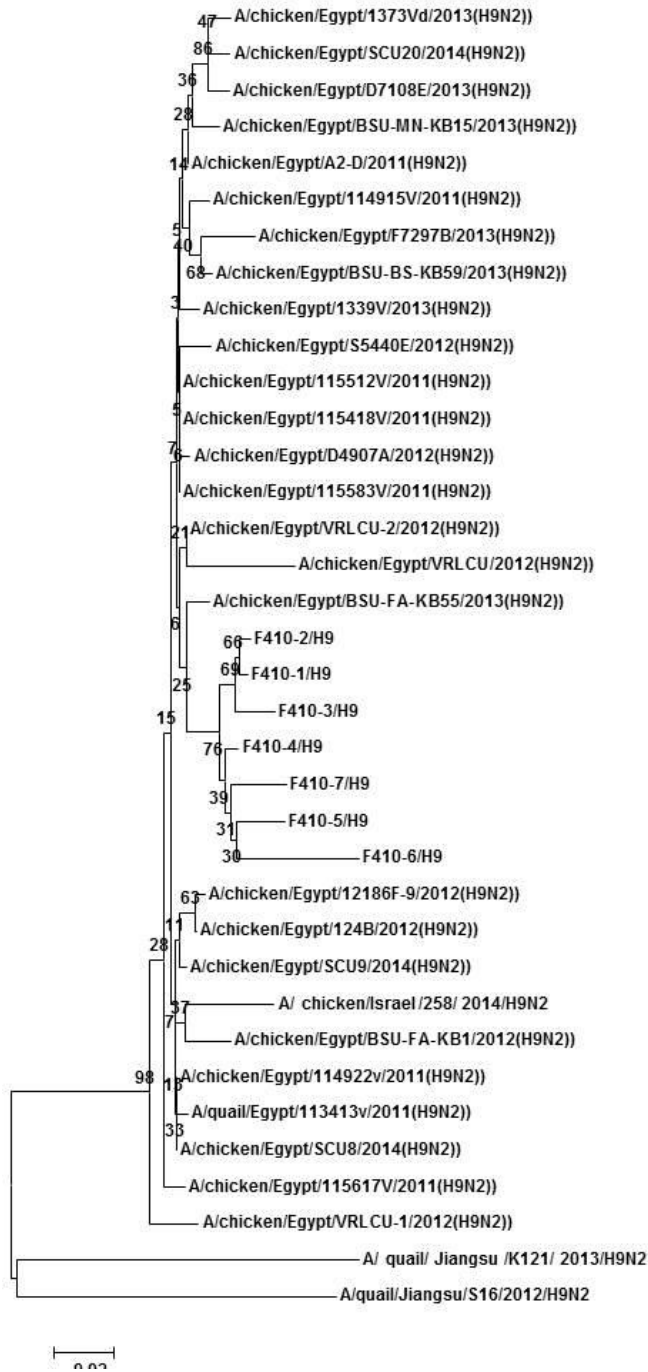 47 A/chicken/Egypt/1373Vd/2013(H9N2))
86 A/chicken/Egypt/SCU20/2014(H9N2))
36 A/chicken/Egypt/D7108E/2013(H9N2))
28 A/chicken/Egypt/BSU-MN-KB15/2013(H9N2))
14 A/chicken/Egypt/A2-D/2011(H9N2))
A/chicken/Egypt/114915V/2011(H9N2))
5 A/chicken/Egypt/F7297B/2013(H9N2))
40
68 A/chicken/Egypt/BSU-BS-KB59/2013(H9N2))
3 A/chicken/Egypt/1339V/2013(H9N2))
A/chicken/Egypt/S5440E/2012(H9N2))
A/chicken/Egypt/115512V/2011(H9N2))
5 A/chicken/Egypt/115418V/2011(H9N2))
7
6 A/chicken/Egypt/D4907A/2012(H9N2))
A/chicken/Egypt/115583V/2011(H9N2))
21 A/chicken/Egypt/VRLCU-2/2012(H9N2))
A/chicken/Egypt/VRLCU/2012(H9N2))
A/chicken/Egypt/BSU-FA-KB55/2013(H9N2))
6
66 F410-2/H9
69 F410-1/H9
25
15 F410-3/H9
76 F410-4/H9
39 F410-7/H9
31 F410-5/H9
30 F410-6/H9
63 A/chicken/Egypt/12186F-9/2012(H9N2))
11 A/chicken/Egypt/124B/2012(H9N2))
28
A/chicken/Egypt/SCU9/2014(H9N2))
37 A/ chicken/Israel /258/ 2014/H9N2
7
A/chicken/Egypt/BSU-FA-KB1/2012(H9N2))
98 A/chicken/Egypt/114922v/2011(H9N2))
A/quail/Egypt/113413v/2011(H9N2))
33
A/chicken/Egypt/SCU8/2014(H9N2))
A/chicken/Egypt/115617V/2011(H9N2))
A/chicken/Egypt/VRLCU-1/2012(H9N2))
A/ quail/ Jiangsu /K121/ 2013/H9N2
A/quail/Jiangsu/S16/2012/H9N2